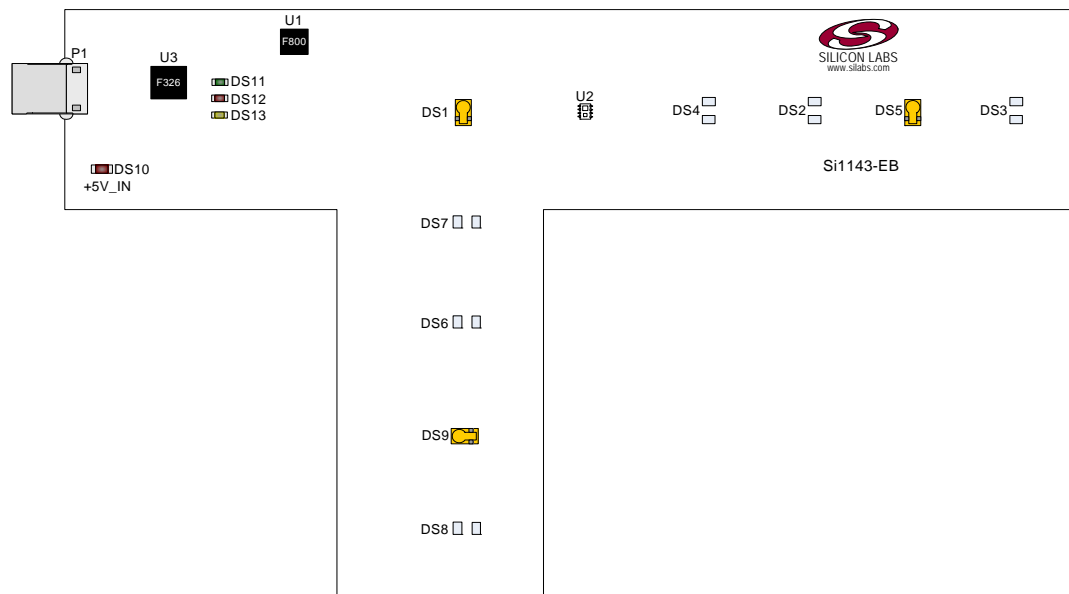 U1
F800
P1
U3
F326
SILICON LABS
www.silabs.com
DS11
DS12
DS13
DS1
U2
DS4
DS2
DS5
DS3
DS10
+5V_IN
Si1143-EB
DS7
DS6
DS9
DS8